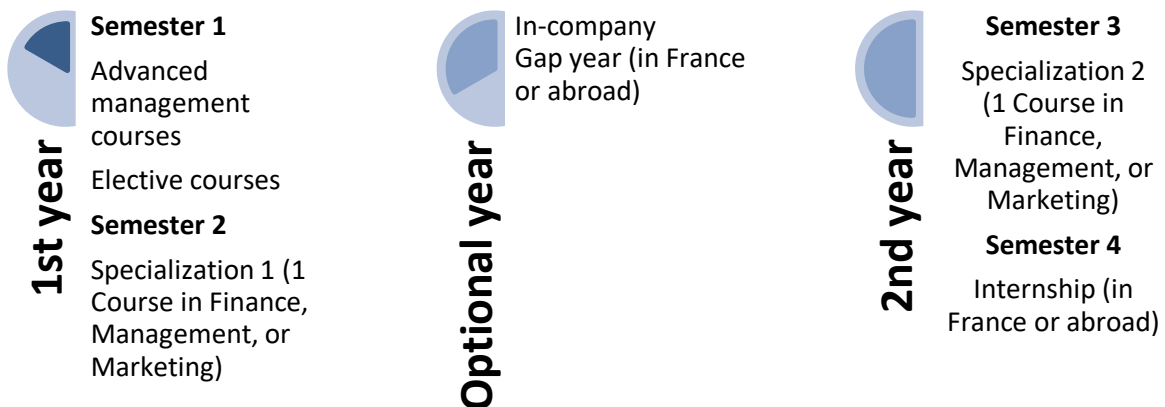 1st year
Semester 1
Advanced
management
courses
Elective courses
Semester 2
Specialization 1 (1
Course in Finance,
Management, or
Marketing)
Optional year
In-company
Gap year (in France
or abroad)
2nd year
Semester 3
Specialization 2
(1 Course in
Finance,
Management, or
Marketing)
Semester 4
Internship (in
France or abroad)